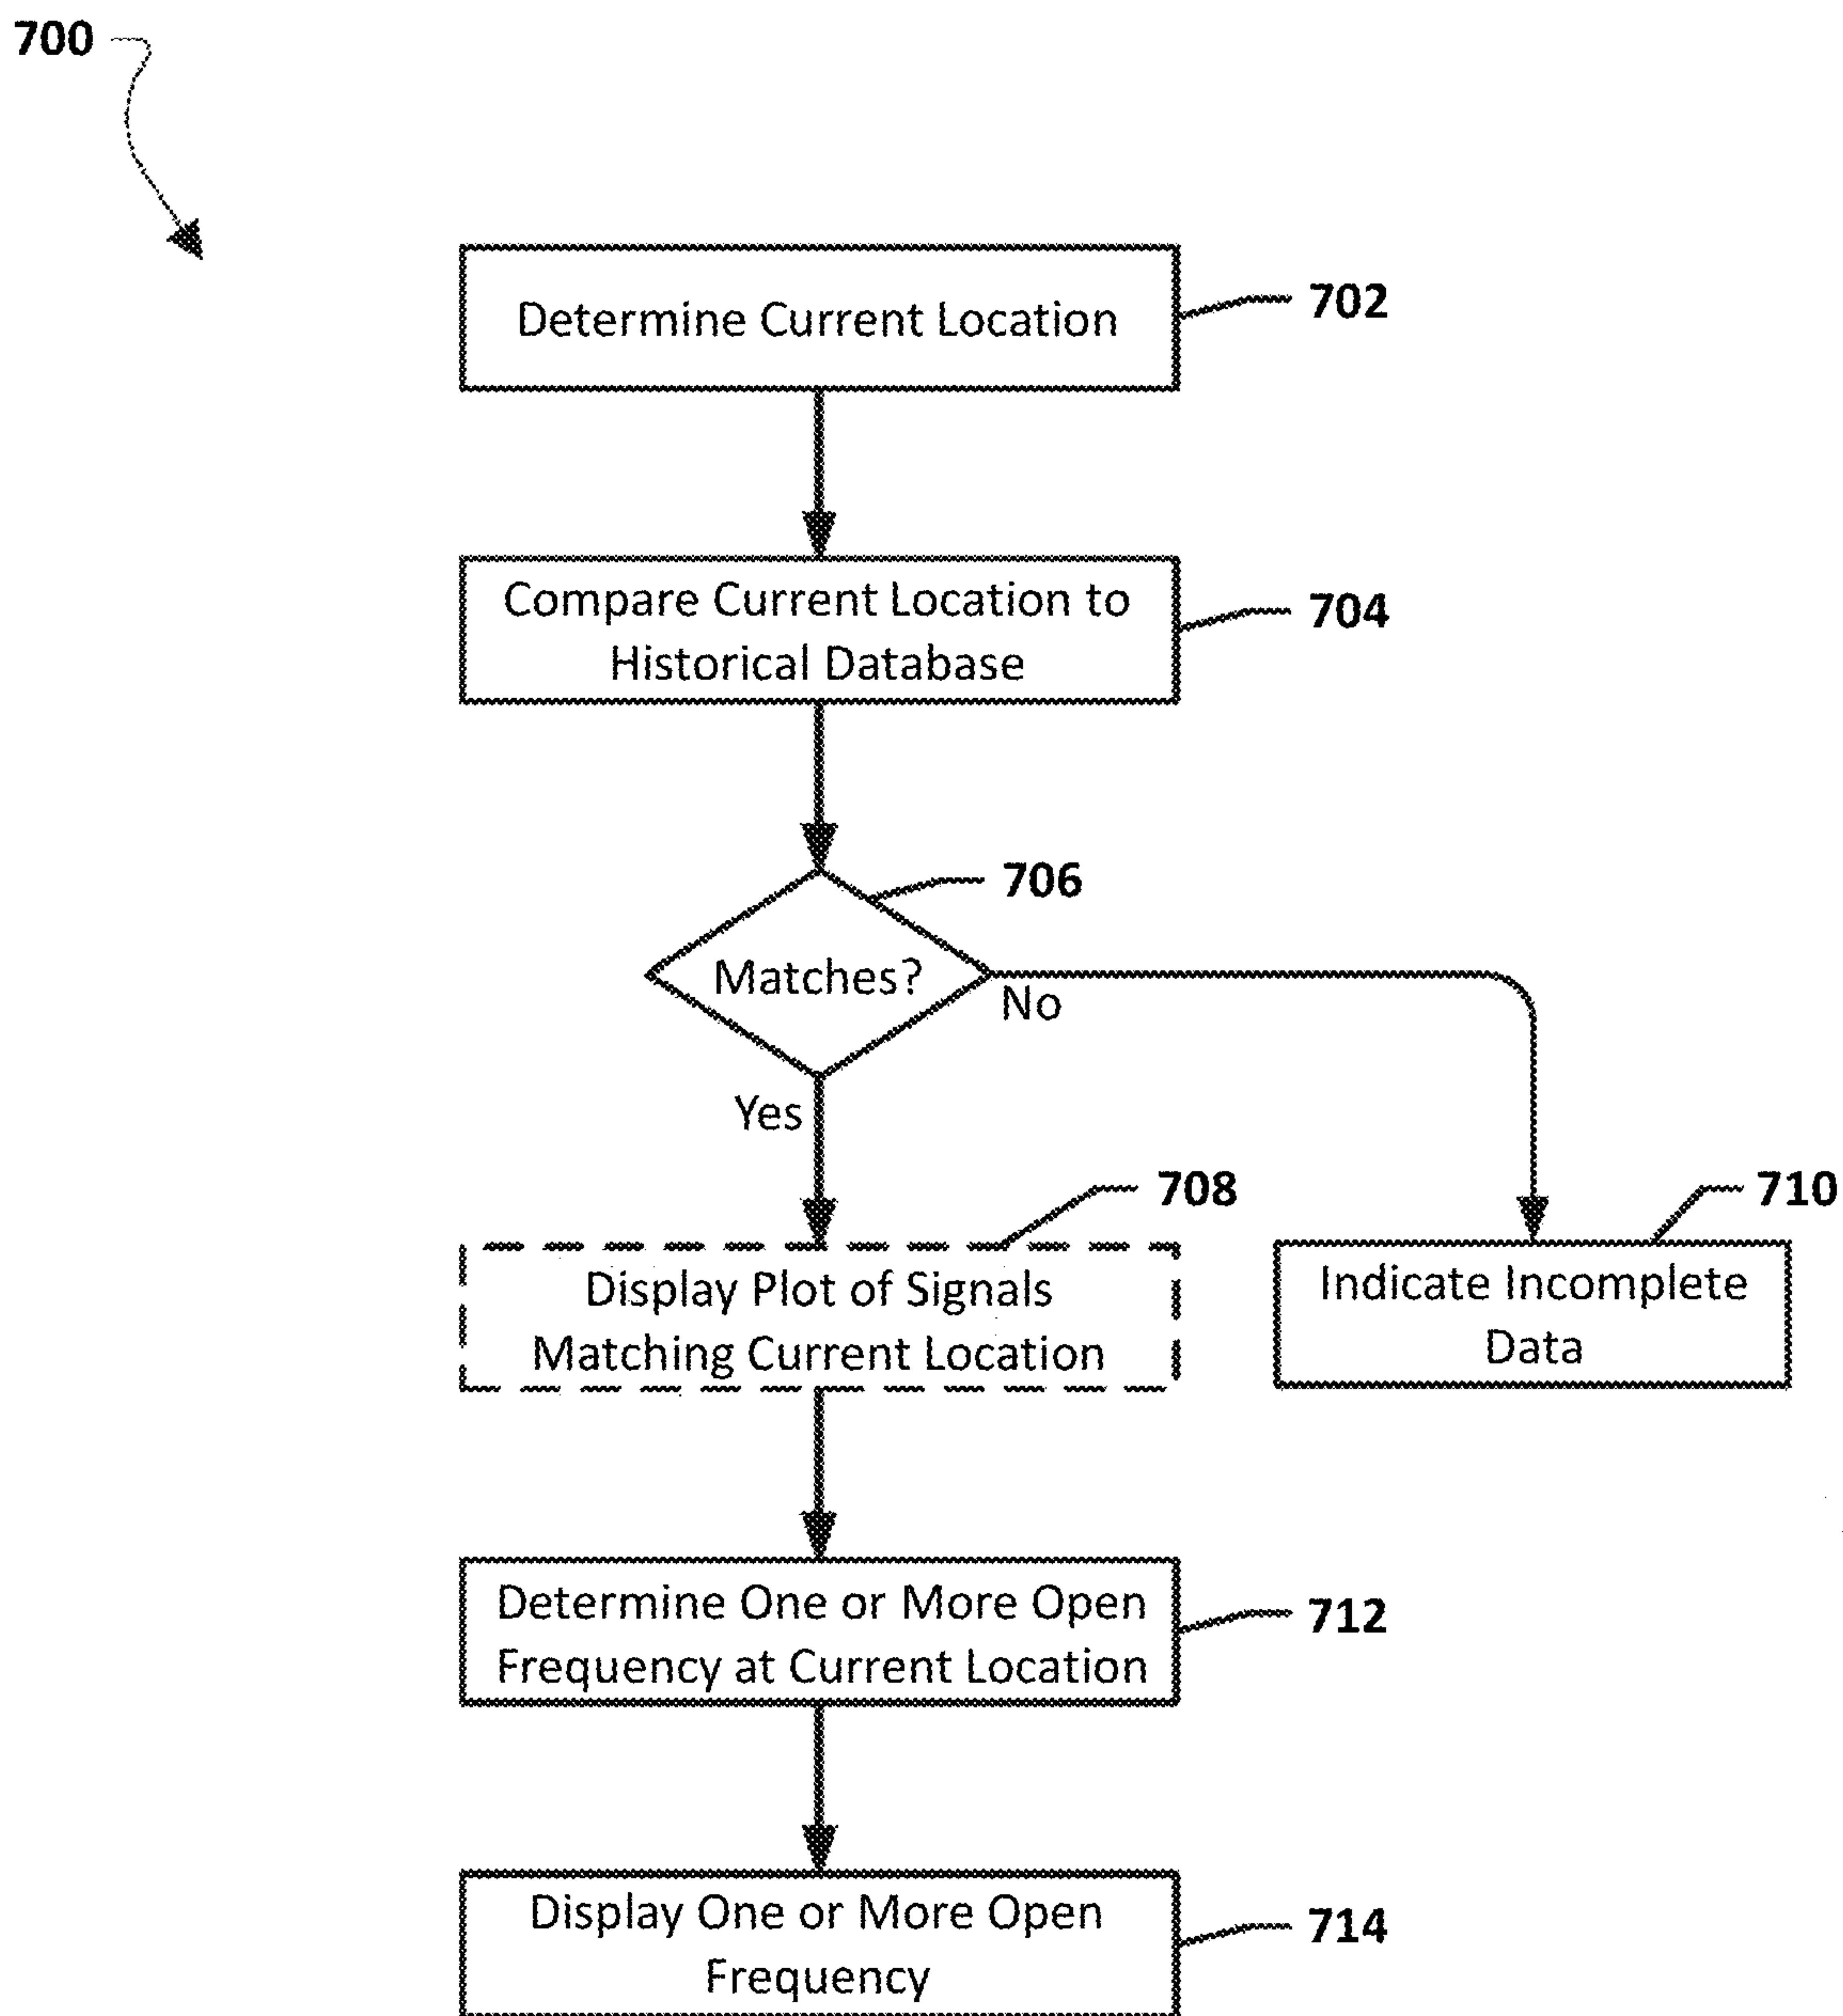 700
Determine Current Location
702
Compare Current Location to
Historical Database
704
706
Matches?
No
Yes
708
710
Display Plot of Signals
Matching Current Location
Indicate Incomplete
Data
Determine One or More Open
Frequency at Current Location
712
Display One or More Open
Frequency
714